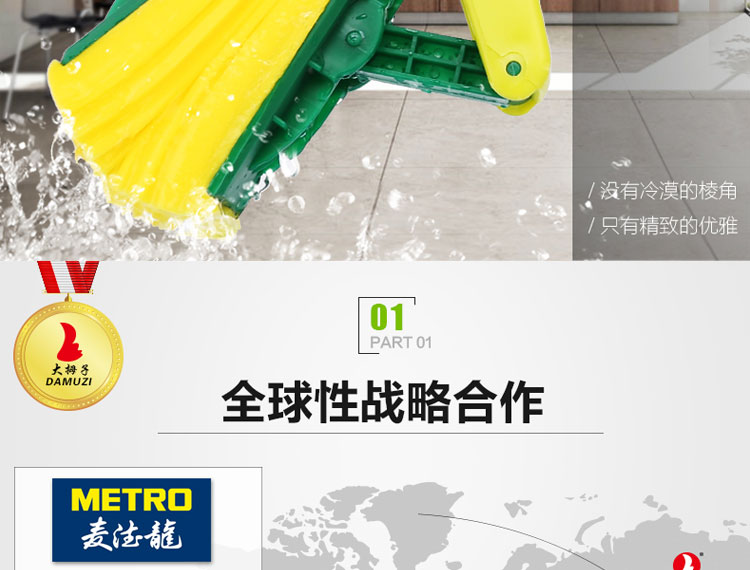 / 没有冷漠的棱角
/ 只有精致的优雅
大拇子
DAMUZI
01
PART 01
全球性战略合作
METRO
麦德龍
®